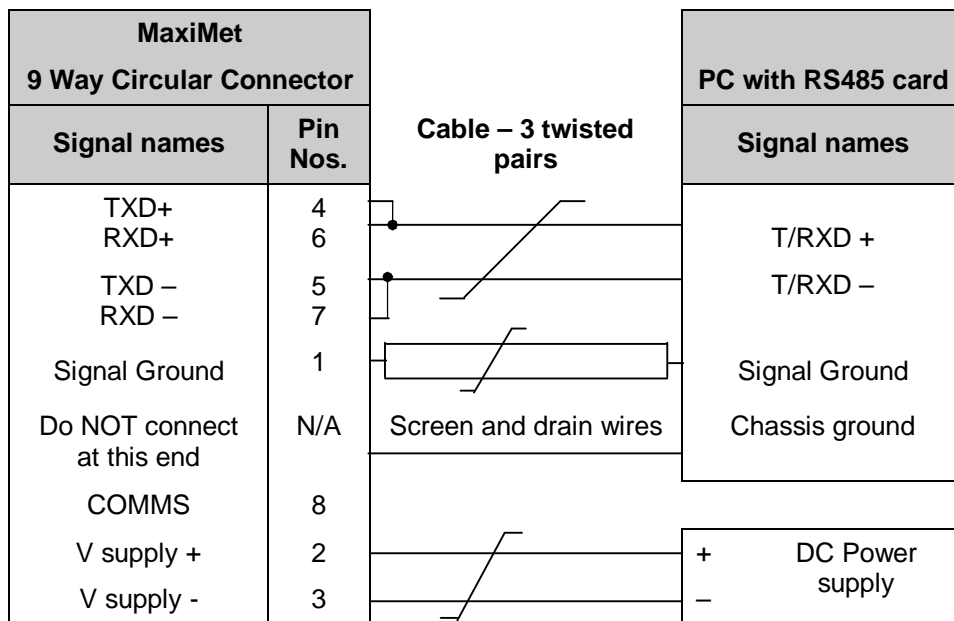 MaxiMet
9 Way Circular Connector
PC with RS485 card
Signal names
Pin
Nos.
Cable – 3 twisted
pairs
Signal names
TXD+ 4
RXD+ 6 T/RXD +
TXD – 5 T/RXD –
RXD – 7
Signal Ground 1 Signal Ground
Do NOT connect
at this end
N/A Screen and drain wires Chassis ground
COMMS 8
V supply + 2 + DC Power
supply
V supply - 3 –